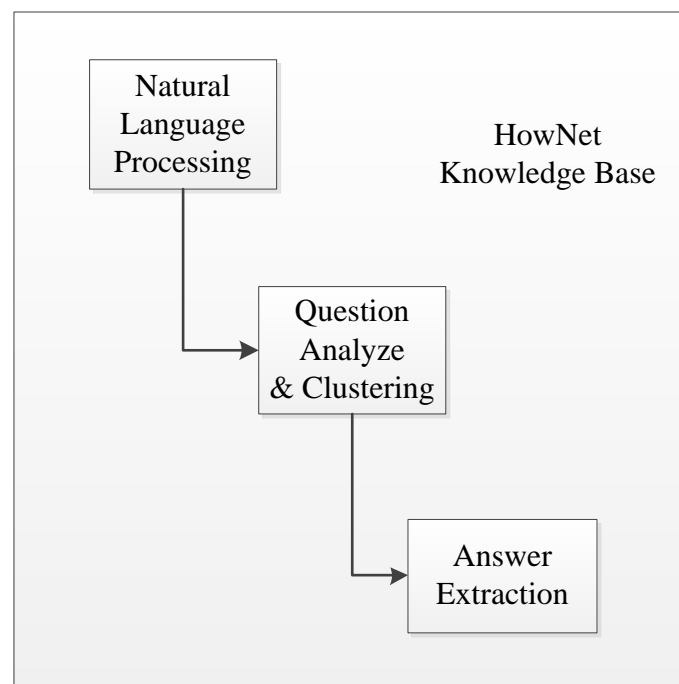 Natural
Language
Processing
HowNet
Knowledge Base
Question
Analyze
& Clustering
Answer
Extraction